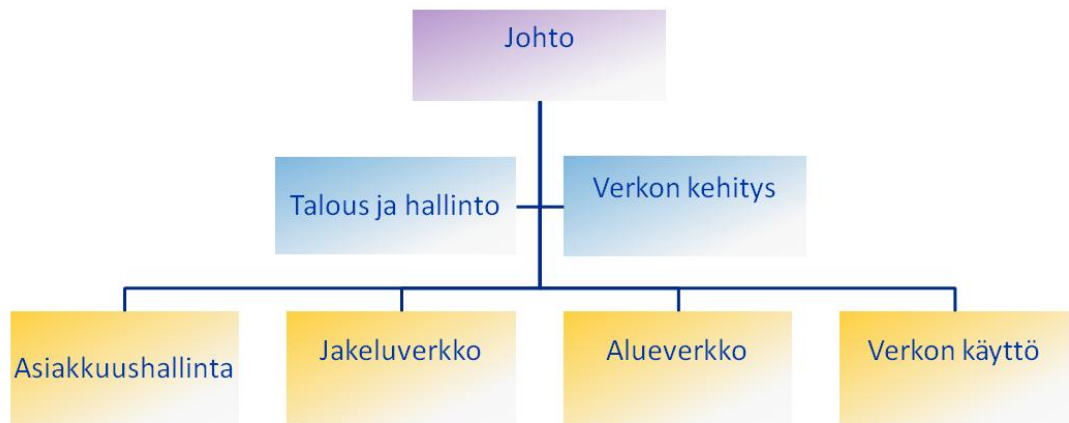 Johto
Talous ja hallinto
Verkon kehitys
Asiakkuushallinta
Jakeluverkko
Alueverkko
Verkon käyttö